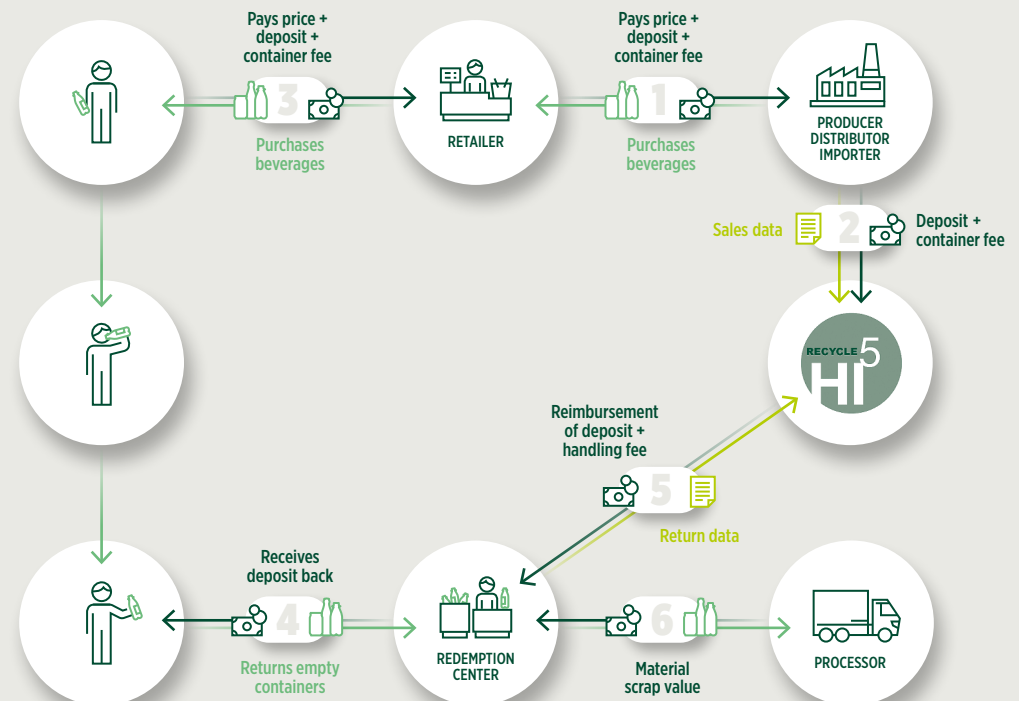 Pays price +
deposit +
container fee
3
Purchases
beverages
RETAILER
Pays price +
deposit +
container fee
1
Purchases
beverages
PRODUCER
DISTRIBUTOR
IMPORTER
Sales data
2
Deposit +
container fee
RECYCLE
HI5
Reimbursement
of deposit +
handling fee
5
Return data
Receives
deposit back
4
Returns empty
containers
REDEMPTION
CENTER
6
Material
scrap value
PROCESSOR